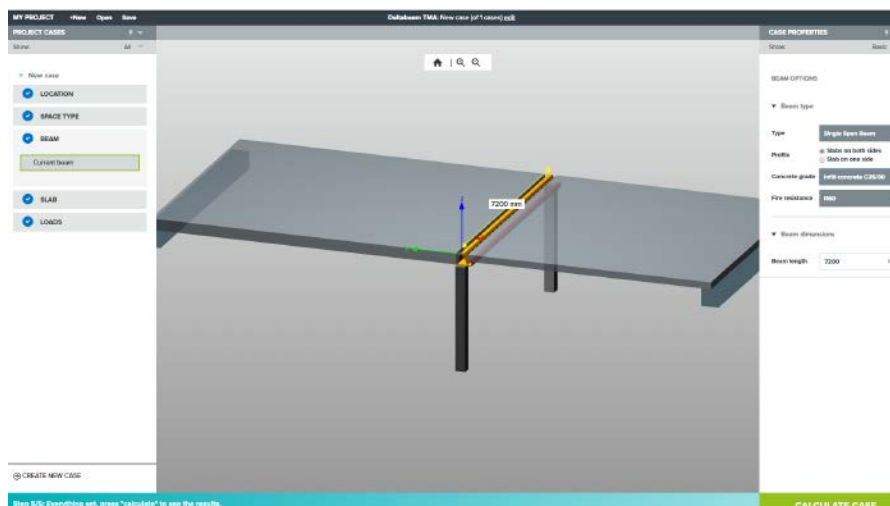 MY PROJECT +New Open Save
Deltabeam TMA: New case (of 1 cases) edit
PROJECT CASES
Show: All
New case
LOCATION
SPACE TYPE
BEAM
Current beam
SLAB
LOADS
CREATE NEW CASE
7200 mm
CASE PROPERTIES
Show: Basic
BEAM OPTIONS
Beam type
Type Single Span Beam
Profile Slabs on both sides
Slab on one side
Concrete grade Infill concrete C25/30
Fire resistance R60
Beam dimensions
Beam length 7200
Step 5/5: Everything set, press "calculate" to see the results.
CALCULATE CASE